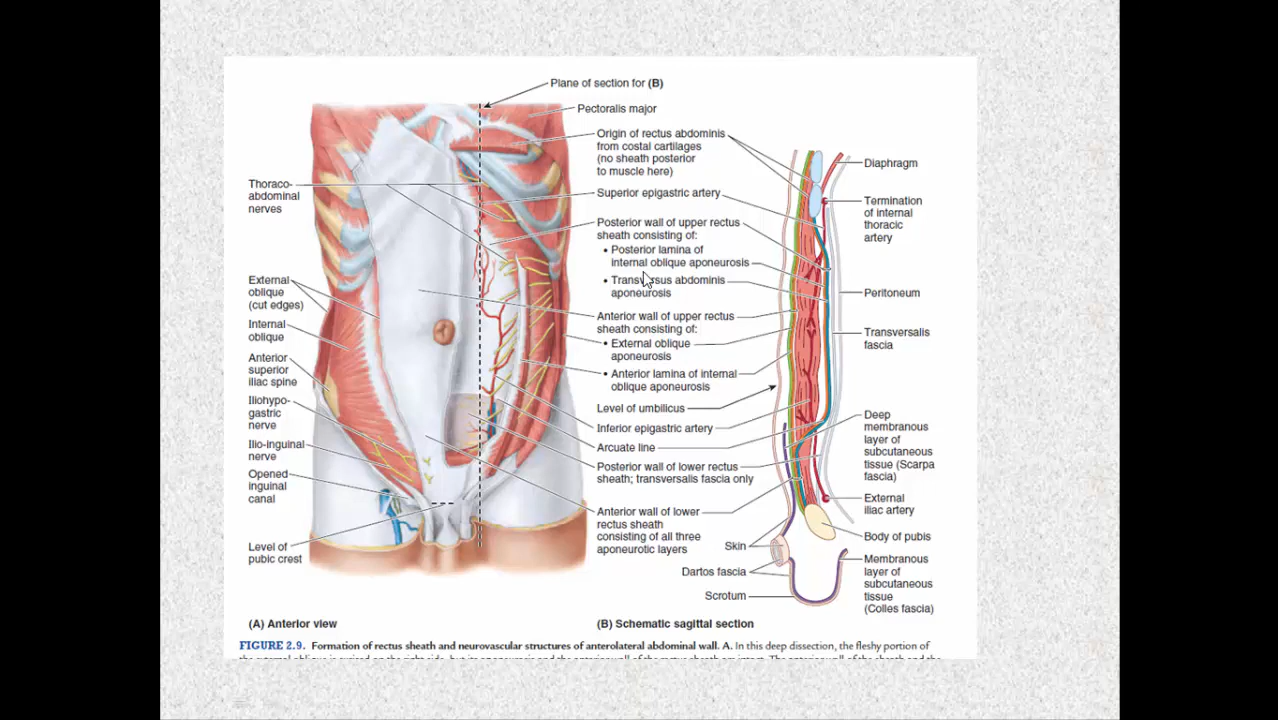 Plane of section for (B)
Pectoralis major
Origin of rectus abdominis
from costal cartilages
(no sheath posterior
to muscle here)
Superior epigastric artery
Posterior wall of upper rectus
sheath consisting of:
• Posterior lamina of
internal oblique aponeurosis
• Transversus abdominis
aponeurosis
Anterior wall of upper rectus
sheath consisting of:
• External oblique
aponeurosis
• Anterior lamina of internal
oblique aponeurosis
Level of umbilicus
Inferior epigastric artery
Arcuate line
Posterior wall of lower rectus
sheath; transversalis fascia only
Anterior wall of lower
rectus sheath
consisting of all three
aponeurotic layers
Skin
Dartos fascia
Scrotum
Thoraco-
abdominal
nerves
External
oblique
(cut edges)
Internal
oblique
Anterior
superior
iliac spine
Iliohypo-
gastric
nerve
Ilio-inguinal
nerve
Opened
inguinal
canal
Level of
pubic crest
Diaphragm
Termination
of internal
thoracic
artery
Peritoneum
Transversalis
fascia
Deep
membranous
layer of
subcutaneous
tissue (Scarpa
fascia)
External
iliac artery
Body of pubis
Membranous
layer of
subcutaneous
tissue
(Colles fascia)
(A) Anterior view
(B) Schematic sagittal section
FIGURE 2.9. Formation of rectus sheath and neurovascular structures of anterolateral abdominal wall. A. In this deep dissection, the fleshy portion of